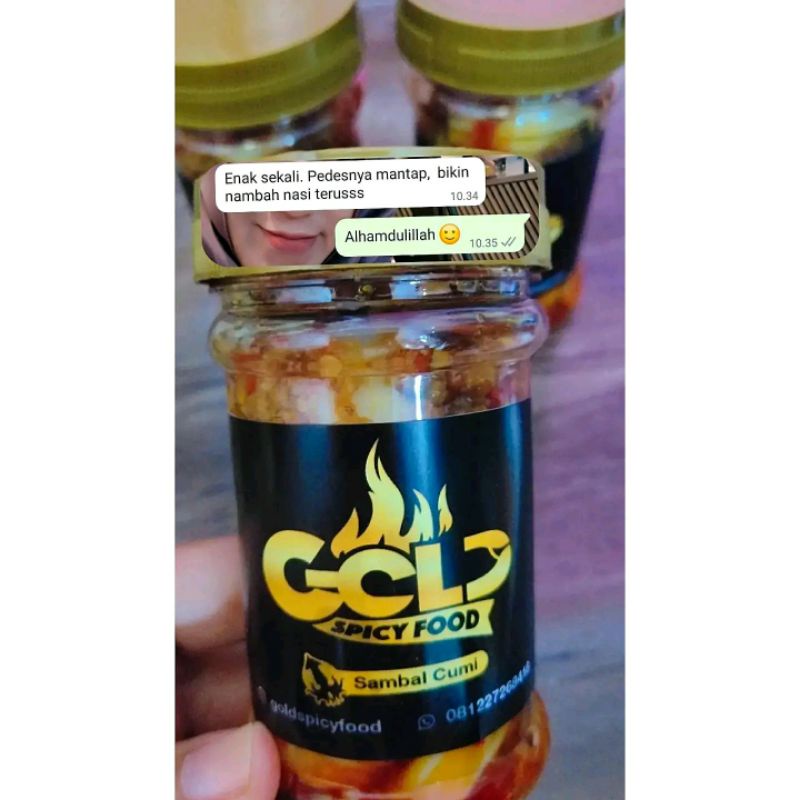 Enak sekali. Pedesnya mantap, bikin
nambah nasi terusss
10.34
Alhamdulillah 🙂
10.35
GOLD
SPICY FOOD
Sambal Cumi
goldspicyfood